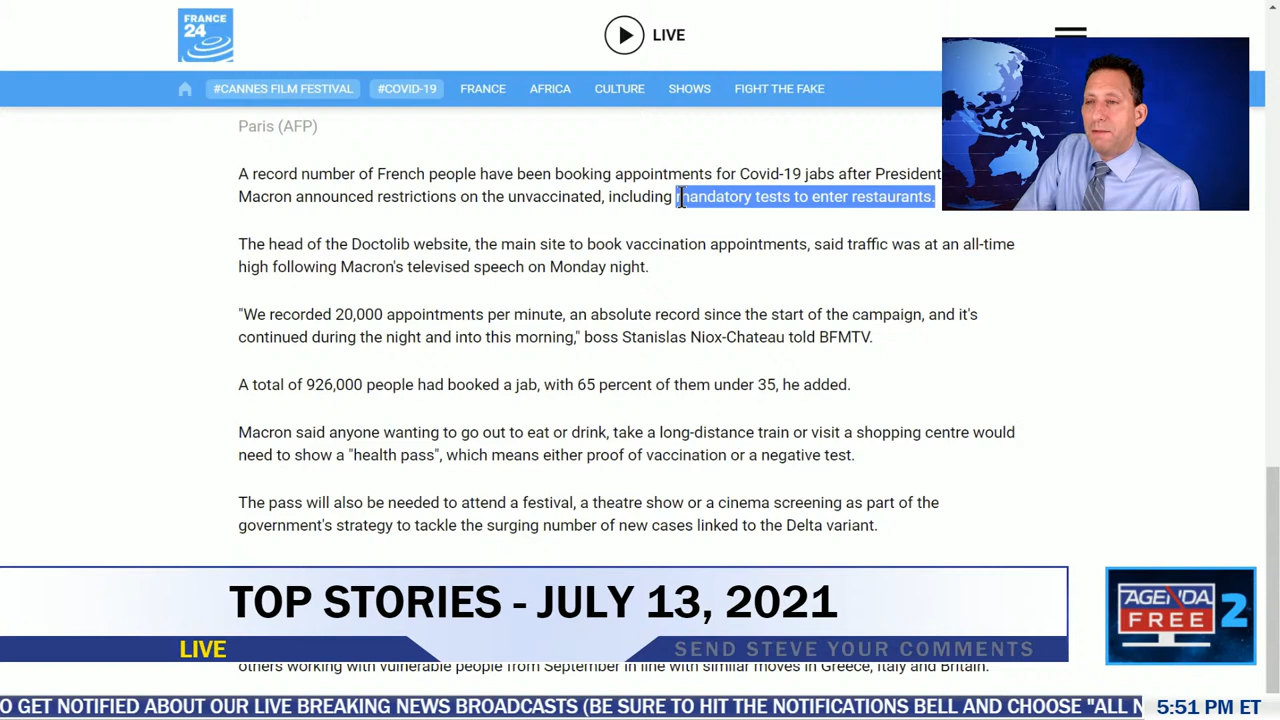 FRANCE
24
LIVE
#CANNES FILM FESTIVAL #COVID-19 FRANCE AFRICA CULTURE SHOWS FIGHT THE FAKE
Paris (AFP)
A record number of French people have been booking appointments for Covid-19 jabs after President
Macron announced restrictions on the unvaccinated, including mandatory tests to enter restaurants.
The head of the Doctolib website, the main site to book vaccination appointments, said traffic was at an all-time
high following Macron's televised speech on Monday night.
"We recorded 20,000 appointments per minute, an absolute record since the start of the campaign, and it's
continued during the night and into this morning," boss Stanislas Niox-Chateau told BFMTV.
A total of 926,000 people had booked a jab, with 65 percent of them under 35, he added.
Macron said anyone wanting to go out to eat or drink, take a long-distance train or visit a shopping centre would
need to show a "health pass", which means either proof of vaccination or a negative test.
The pass will also be needed to attend a festival, a theatre show or a cinema screening as part of the
government's strategy to tackle the surging number of new cases linked to the Delta variant.
TOP STORIES - JULY 13, 2021
AGENDA
FREE 2
LIVE SEND STEVE YOUR COMMENTS
others working with vulnerable people from September in line with similar moves in Greece, Italy and Britain.
O GET NOTIFIED ABOUT OUR LIVE BREAKING NEWS BROADCASTS (BE SURE TO HIT THE NOTIFICATIONS BELL AND CHOOSE "ALL N 5:51 PM ET